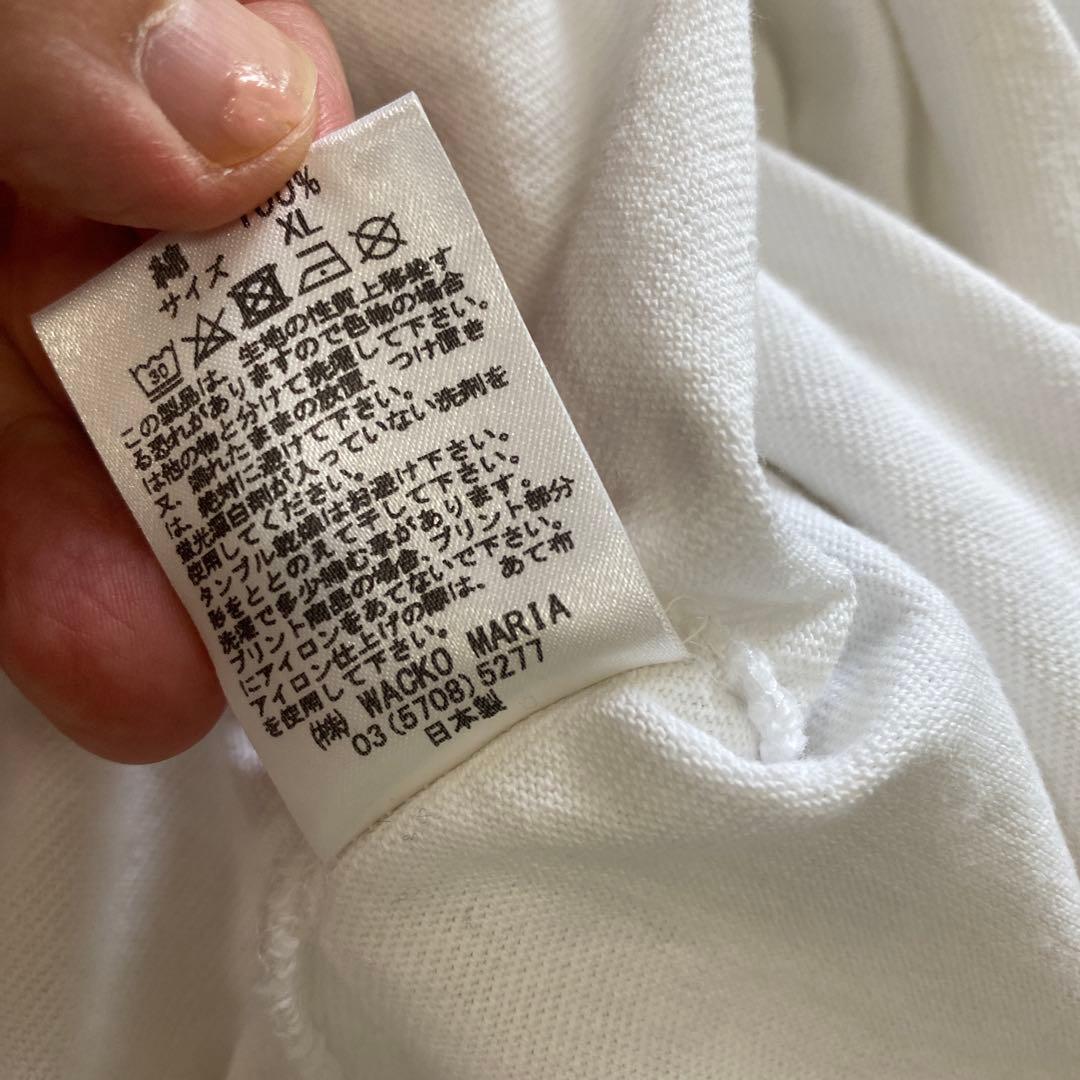 綿 100%
サイズ XL
30
この製品は、生地の性質上移染す
る恐れがありますので色物の場合
は他の物と分けて洗濯して下さい。
又、濡れたままの放置、つけ置き
は、絶対に避けて下さい。
蛍光漂白剤が入っていない洗剤を
使用してください。
タンブル乾燥はお避け下さい。
形をととのえて干して下さい。
洗濯で多少縮む事があります。
プリント商品の場合、プリント部分
にアイロンをあてないで下さい。
アイロン仕上げの際は、あて布
を使用して下さい。
(株) WACKO MARIA
03(5708)5277
日本製